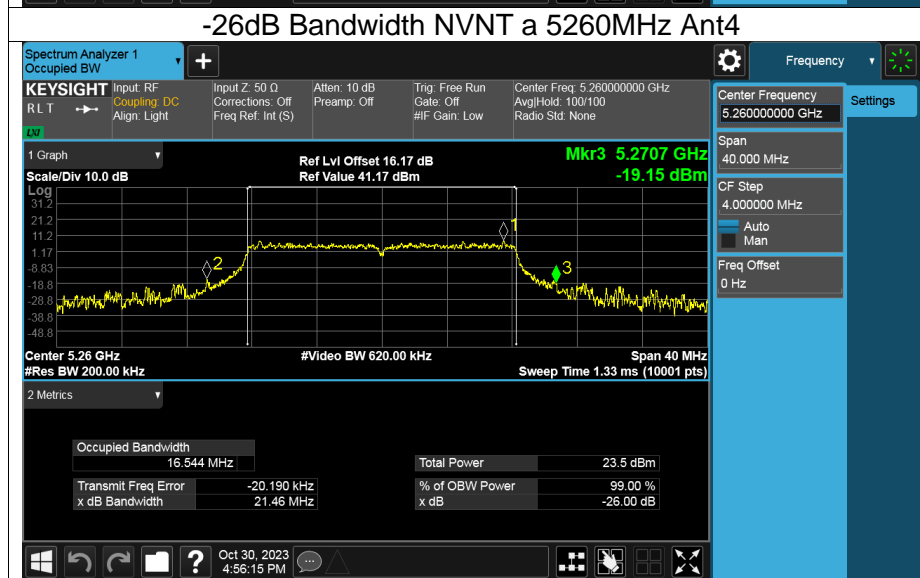 -26dB Bandwidth NVNT a 5260MHz Ant4
Spectrum Analyzer 1
Occupied BW
+
Frequency
KEYSIGHT
R L T
LXI
Input: RF
Coupling: DC
Align: Light
Input Z: 50 Ω
Corrections: Off
Freq Ref: Int (S)
Atten: 10 dB
Preamp: Off
Trig: Free Run
Gate: Off
#IF Gain: Low
Center Freq: 5.260000000 GHz
Avg|Hold: 100/100
Radio Std: None
Center Frequency
5.260000000 GHz
Settings
Span
40.000 MHz
CF Step
4.000000 MHz
Auto
Man
Freq Offset
0 Hz
1 Graph
Scale/Div 10.0 dB
Ref Lvl Offset 16.17 dB
Ref Value 41.17 dBm
Mkr3 5.2707 GHz
-19.15 dBm
Log
31.2
21.2
11.2
1.17
-8.83
-18.8
-28.8
-38.8
-48.8
1
2
3
Center 5.26 GHz
#Res BW 200.00 kHz
#Video BW 620.00 kHz
Span 40 MHz
Sweep Time 1.33 ms (10001 pts)
2 Metrics
Occupied Bandwidth
16.544 MHz
Total Power 23.5 dBm
Transmit Freq Error -20.190 kHz
% of OBW Power 99.00 %
x dB Bandwidth 21.46 MHz
x dB -26.00 dB
?
Oct 30, 2023
4:56:15 PM